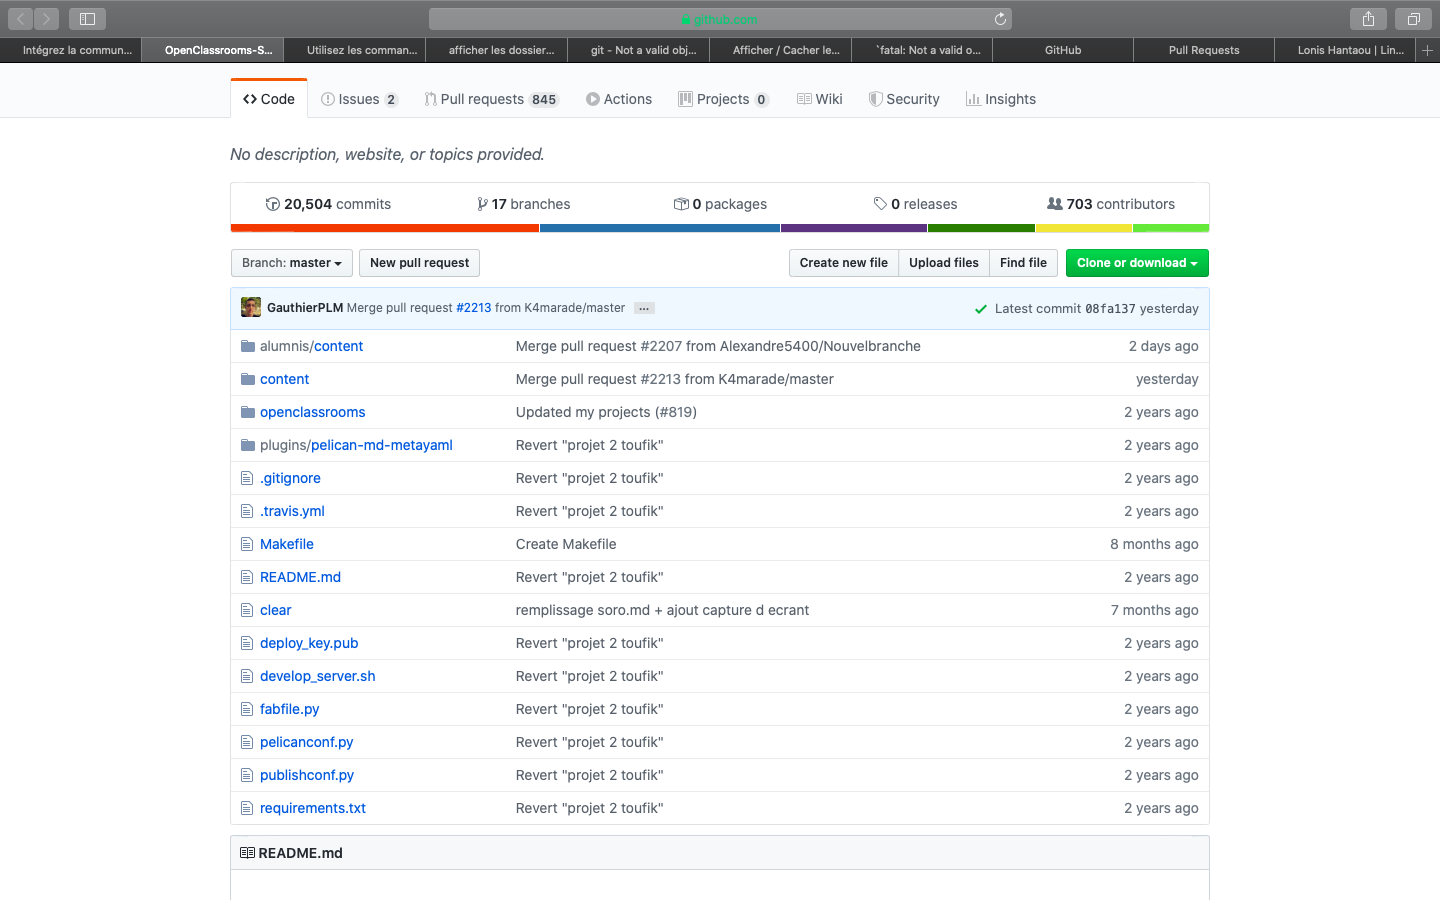 github.com
Intégrez la commun... OpenClassrooms-S... Utilisez les comman... afficher les dossier... git - Not a valid obj... Afficher / Cacher le... `fatal: Not a valid o... GitHub Pull Requests Lonis Hantaou | Lin...
Code Issues 2 Pull requests 845 Actions Projects 0 Wiki Security Insights
No description, website, or topics provided.
20,504 commits 17 branches 0 packages 0 releases 703 contributors
Branch: master New pull request Create new file Upload files Find file Clone or download
GauthierPLM Merge pull request #2213 from K4marade/master ... Latest commit 08fa137 yesterday
alumnis/content Merge pull request #2207 from Alexandre5400/Nouvelbranche 2 days ago
content Merge pull request #2213 from K4marade/master yesterday
openclassrooms Updated my projects (#819) 2 years ago
plugins/pelican-md-metayaml Revert "projet 2 toufik" 2 years ago
.gitignore Revert "projet 2 toufik" 2 years ago
.travis.yml Revert "projet 2 toufik" 2 years ago
Makefile Create Makefile 8 months ago
README.md Revert "projet 2 toufik" 2 years ago
clear remplissage soro.md + ajout capture d ecrant 7 months ago
deploy_key.pub Revert "projet 2 toufik" 2 years ago
develop_server.sh Revert "projet 2 toufik" 2 years ago
fabfile.py Revert "projet 2 toufik" 2 years ago
pelicanconf.py Revert "projet 2 toufik" 2 years ago
publishconf.py Revert "projet 2 toufik" 2 years ago
requirements.txt Revert "projet 2 toufik" 2 years ago
README.md